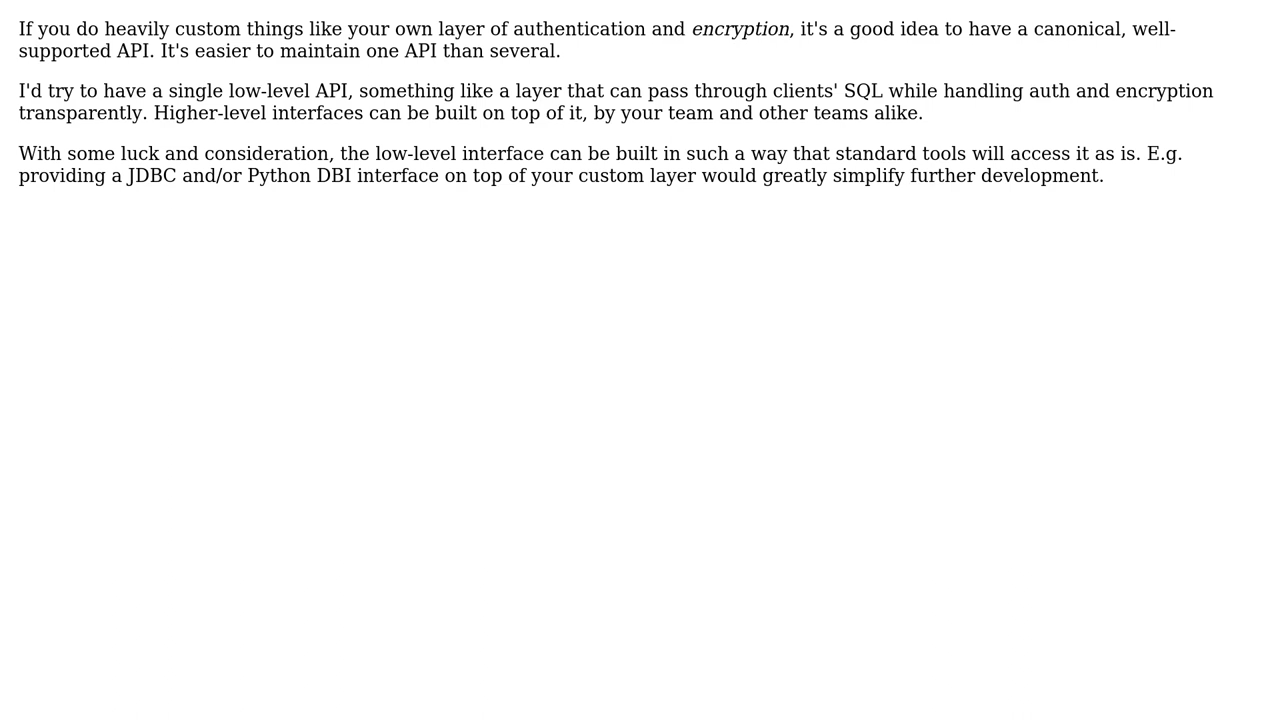 If you do heavily custom things like your own layer of authentication and encryption, it's a good idea to have a canonical, well-
supported API. It's easier to maintain one API than several.
I'd try to have a single low-level API, something like a layer that can pass through clients' SQL while handling auth and encryption
transparently. Higher-level interfaces can be built on top of it, by your team and other teams alike.
With some luck and consideration, the low-level interface can be built in such a way that standard tools will access it as is. E.g.
providing a JDBC and/or Python DBI interface on top of your custom layer would greatly simplify further development.